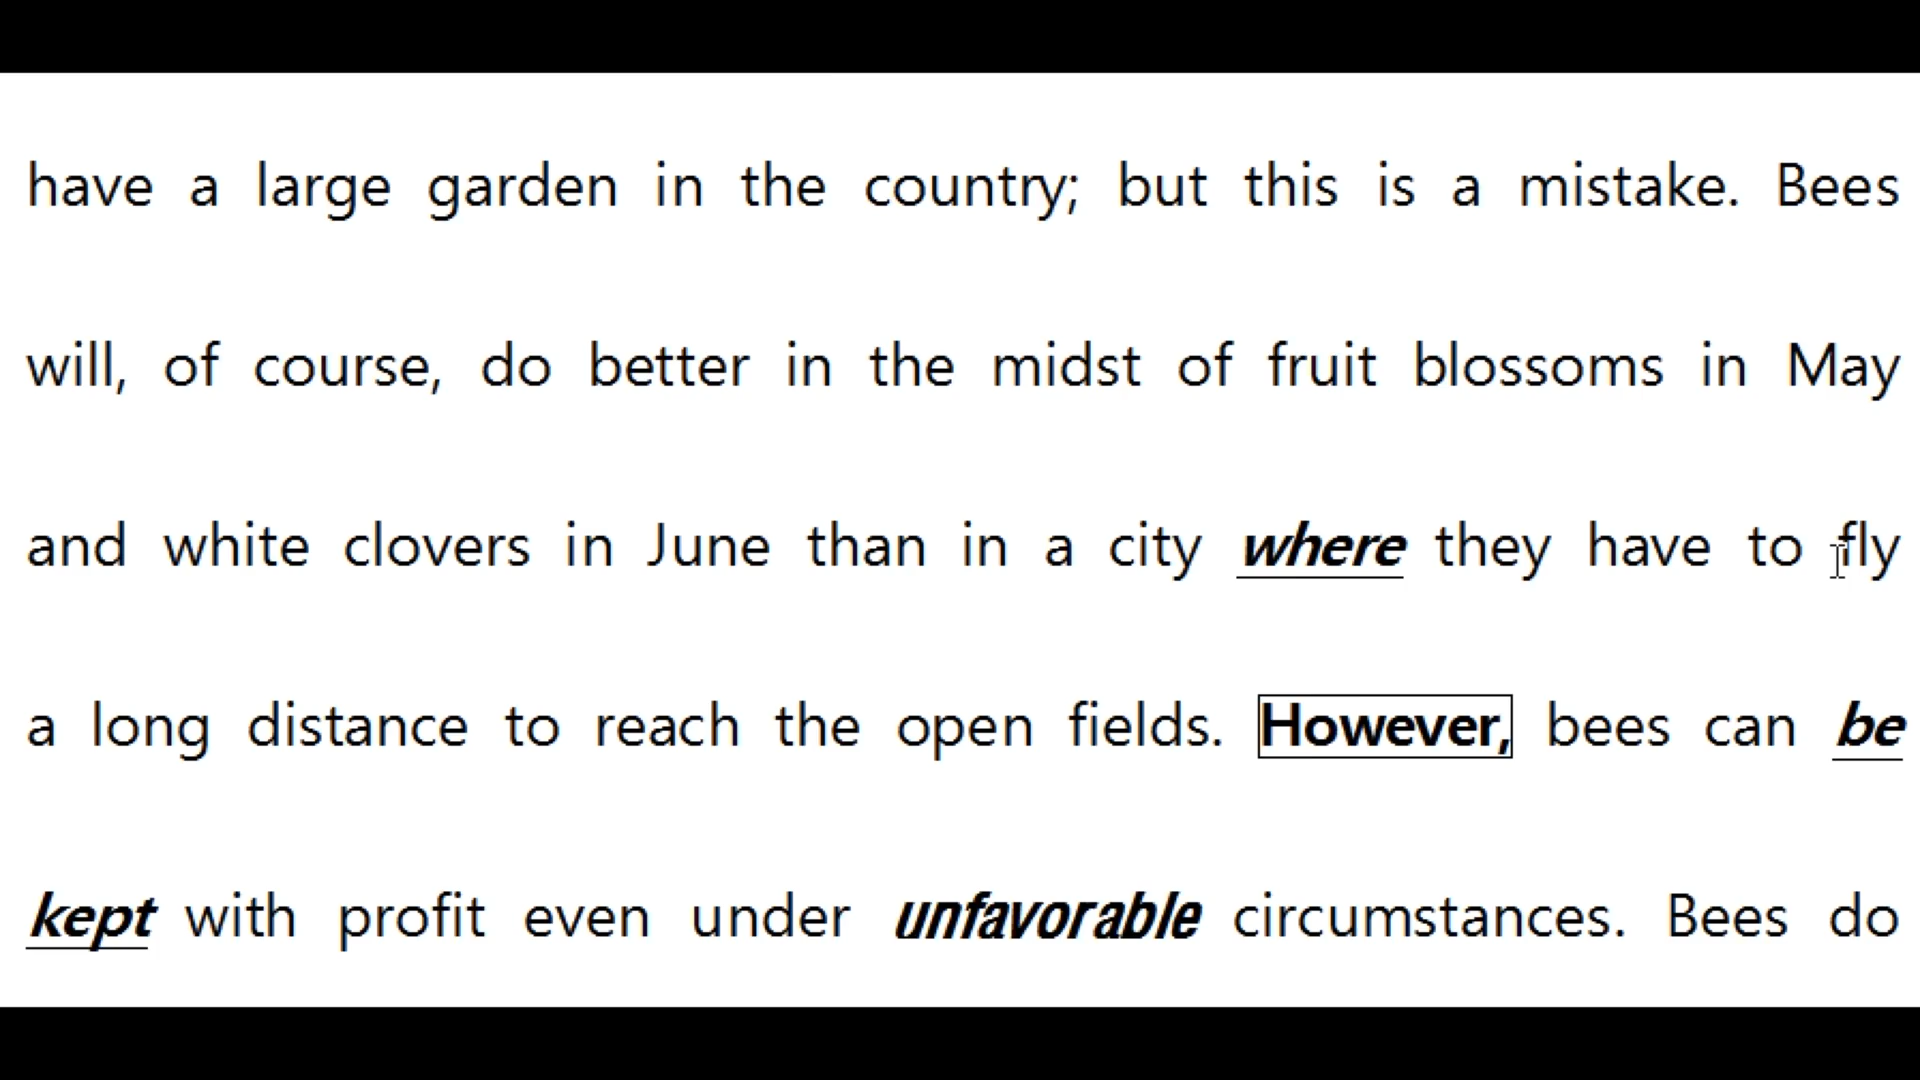 have a large garden in the country; but this is a mistake. Bees
will, of course, do better in the midst of fruit blossoms in May
and white clovers in June than in a city where they have to fly
a long distance to reach the open fields. However, bees can be
kept with profit even under unfavorable circumstances. Bees do